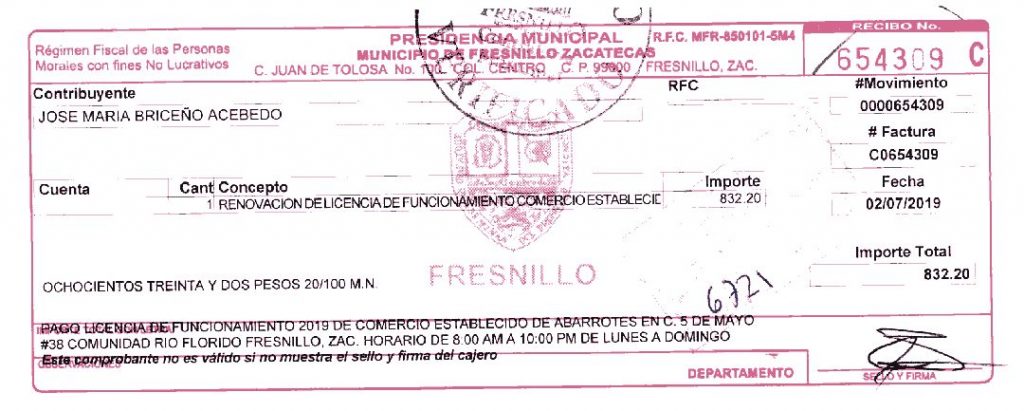 FRESNILLO
VERIFICADO
RECIBO No.
Régimen Fiscal de las Personas
Morales con fines No Lucrativos
PRESIDENCIA MUNICIPAL R.F.C. MFR-850101-5M4
MUNICIPIO DE FRESNILLO ZACATECAS
C. JUAN DE TOLOSA No. 100, COL. CENTRO, C. P. 99000 FRESNILLO, ZAC.
654309 C
Contribuyente
RFC
#Movimiento
JOSE MARIA BRICEÑO ACEBEDO
0000654309
# Factura
C0654309
Cuenta Cant Concepto Importe Fecha
1 RENOVACION DE LICENCIA DE FUNCIONAMIENTO COMERCIO ESTABLECIE 832.20 02/07/2019
Importe Total
832.20
FRESNILLO
OCHOCIENTOS TREINTA Y DOS PESOS 20/100 M.N.
6721
PAGO LICENCIA DE FUNCIONAMIENTO 2019 DE COMERCIO ESTABLECIDO DE ABARROTES EN C. 5 DE MAYO
#38 COMUNIDAD RIO FLORIDO FRESNILLO, ZAC. HORARIO DE 8:00 AM A 10:00 PM DE LUNES A DOMINGO
Este comprobante no es válido si no muestra el sello y firma del cajero
OBSERVACIONES
DEPARTAMENTO
SELLO Y FIRMA